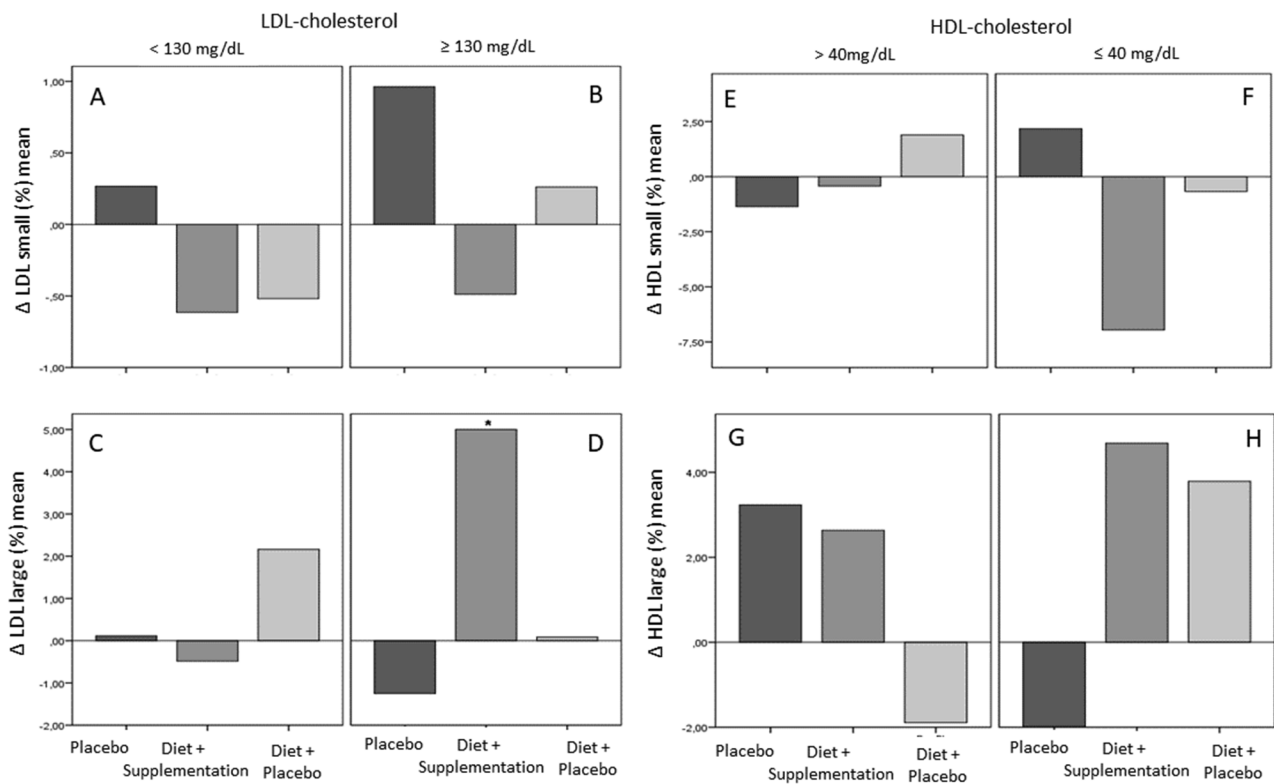 LDL-cholesterol
< 130 mg/dL
≥ 130 mg/dL
Δ LDL small (%) mean
1,00
,50
,00
-,50
-1,00
A
B
Δ LDL large (%) mean
5,00
4,00
3,00
2,00
1,00
,00
-1,00
-2,00
C
D
*
Placebo
Diet +
Supplementation
Diet +
Placebo
Placebo
Diet +
Supplementation
Diet +
Placebo
HDL-cholesterol
> 40mg/dL
≤ 40 mg/dL
Δ HDL small (%) mean
2,50
,00
-2,50
-5,00
-7,50
E
F
Δ HDL large (%) mean
4,00
2,00
,00
-2,00
G
H
Placebo
Diet +
Supplementation
Diet +
Placebo
Placebo
Diet +
Supplementation
Diet +
Placebo